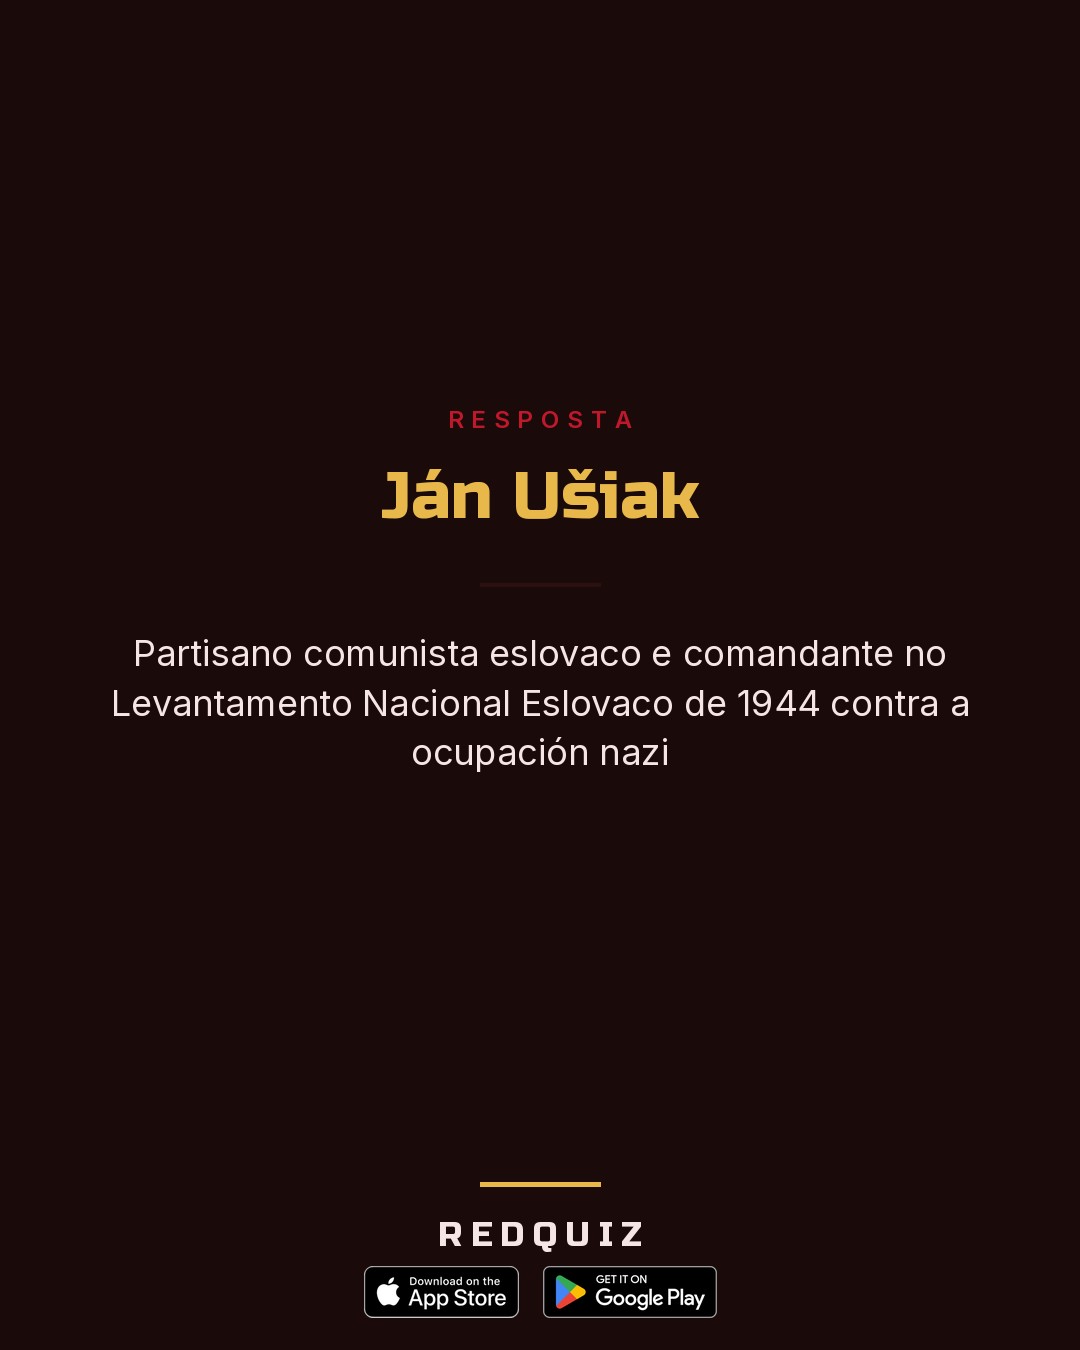 RESPOSTA
Ján Ušiak
Partisano comunista eslovaco e comandante no
Levantamento Nacional Eslovaco de 1944 contra a
ocupación nazi
REDQUIZ
Download on the
App Store
GET IT ON
Google Play